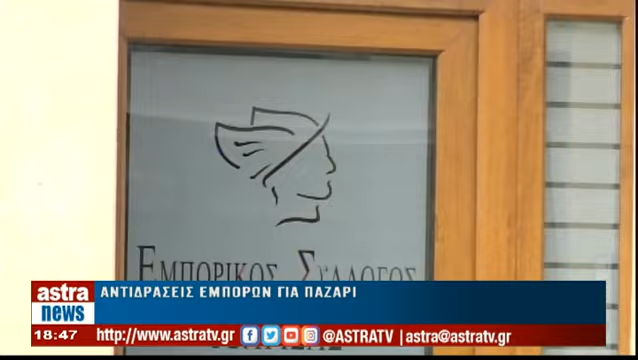 ΕΜΠΟΡΙΚΟΣ ΣΥΛΛΟΓΟΣ
astra
news
ΑΝΤΙΔΡΑΣΕΙΣ ΕΜΠΟΡΩΝ ΓΙΑ ΠΑΖΑΡΙ
18:47
http://www.astratv.gr
@ASTRATV | astra@astratv.gr